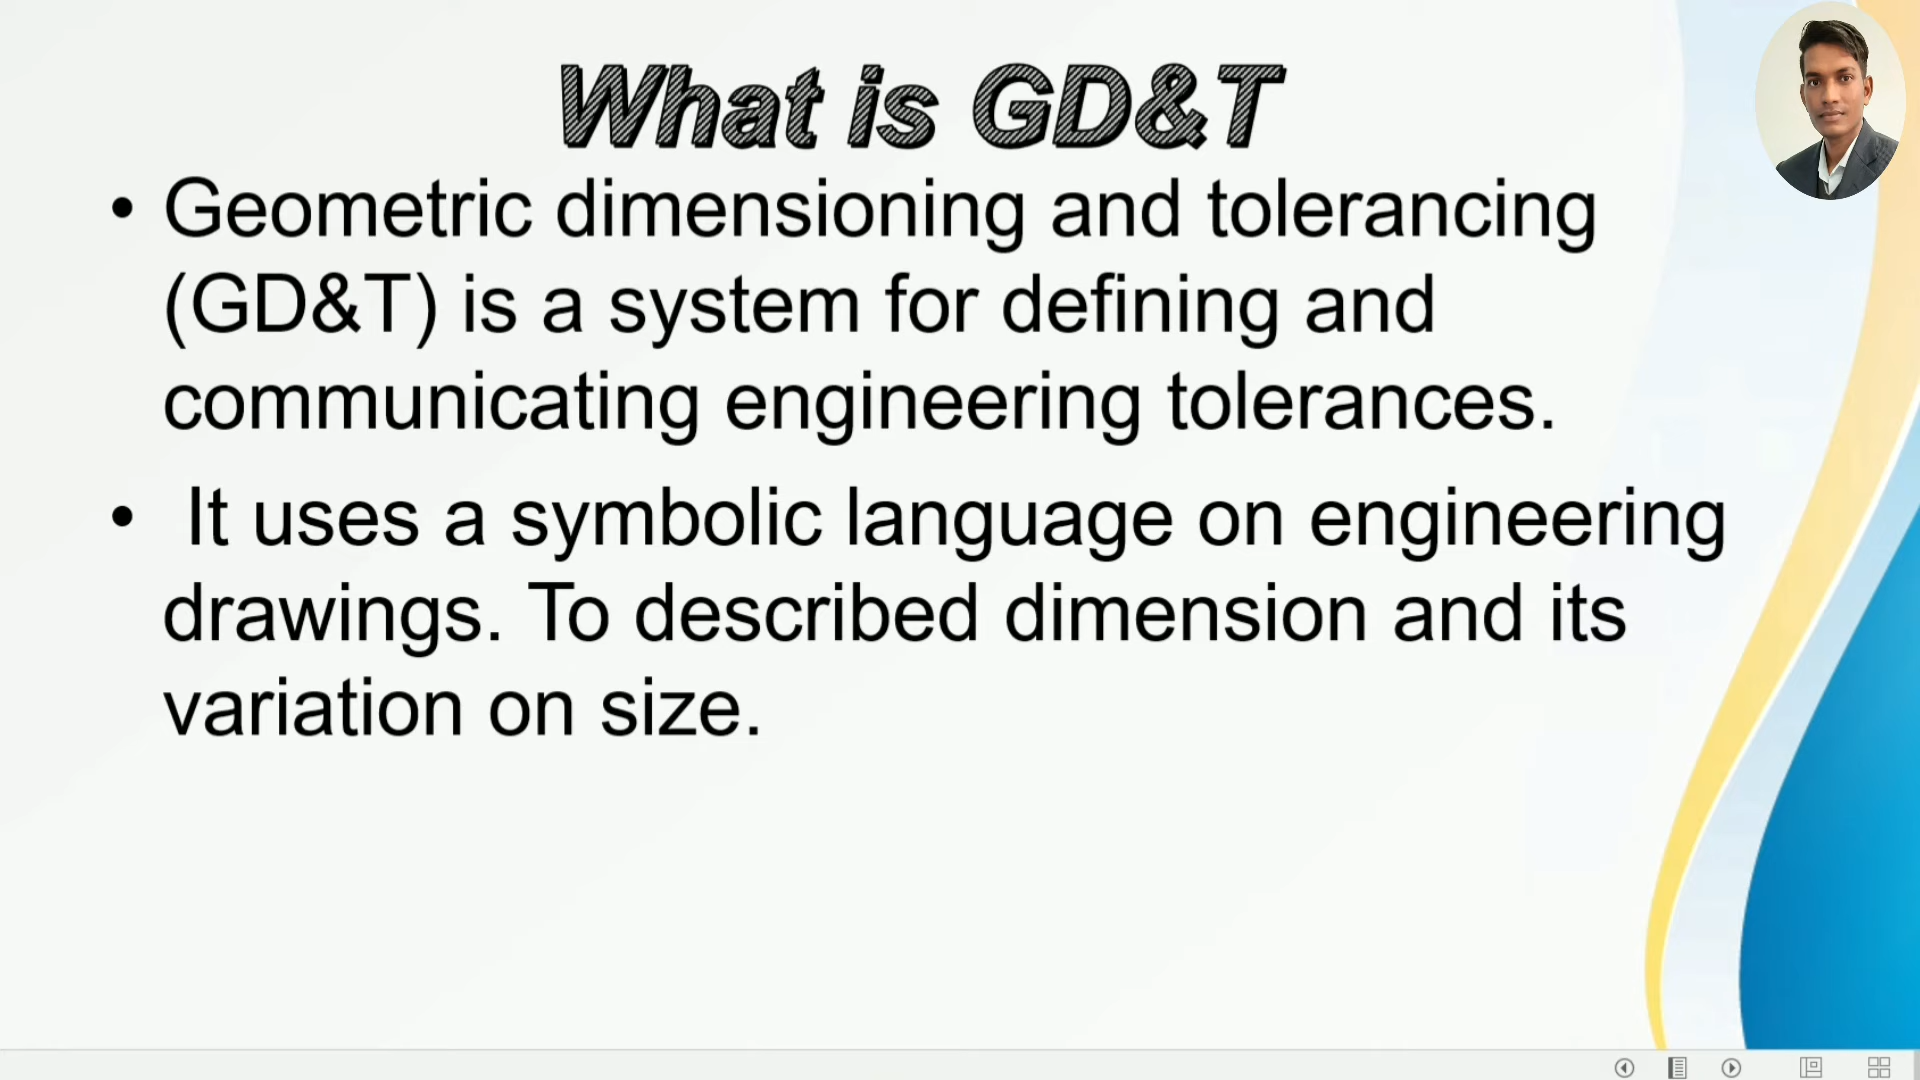 What is GD&T
• Geometric dimensioning and tolerancing
(GD&T) is a system for defining and
communicating engineering tolerances.
• It uses a symbolic language on engineering
drawings. To described dimension and its
variation on size.